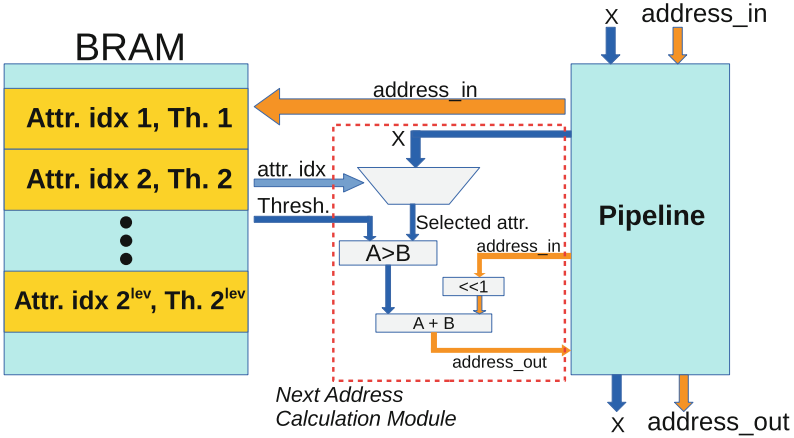 X
address_in
BRAM
address_in
Attr. idx 1, Th. 1
X
attr. idx
Attr. idx 2, Th. 2
Thresh.
Selected attr.
Pipeline
A>B
address_in
<<1
Attr. idx 2^lev, Th. 2^lev
A + B
address_out
Next Address
Calculation Module
X
address_out